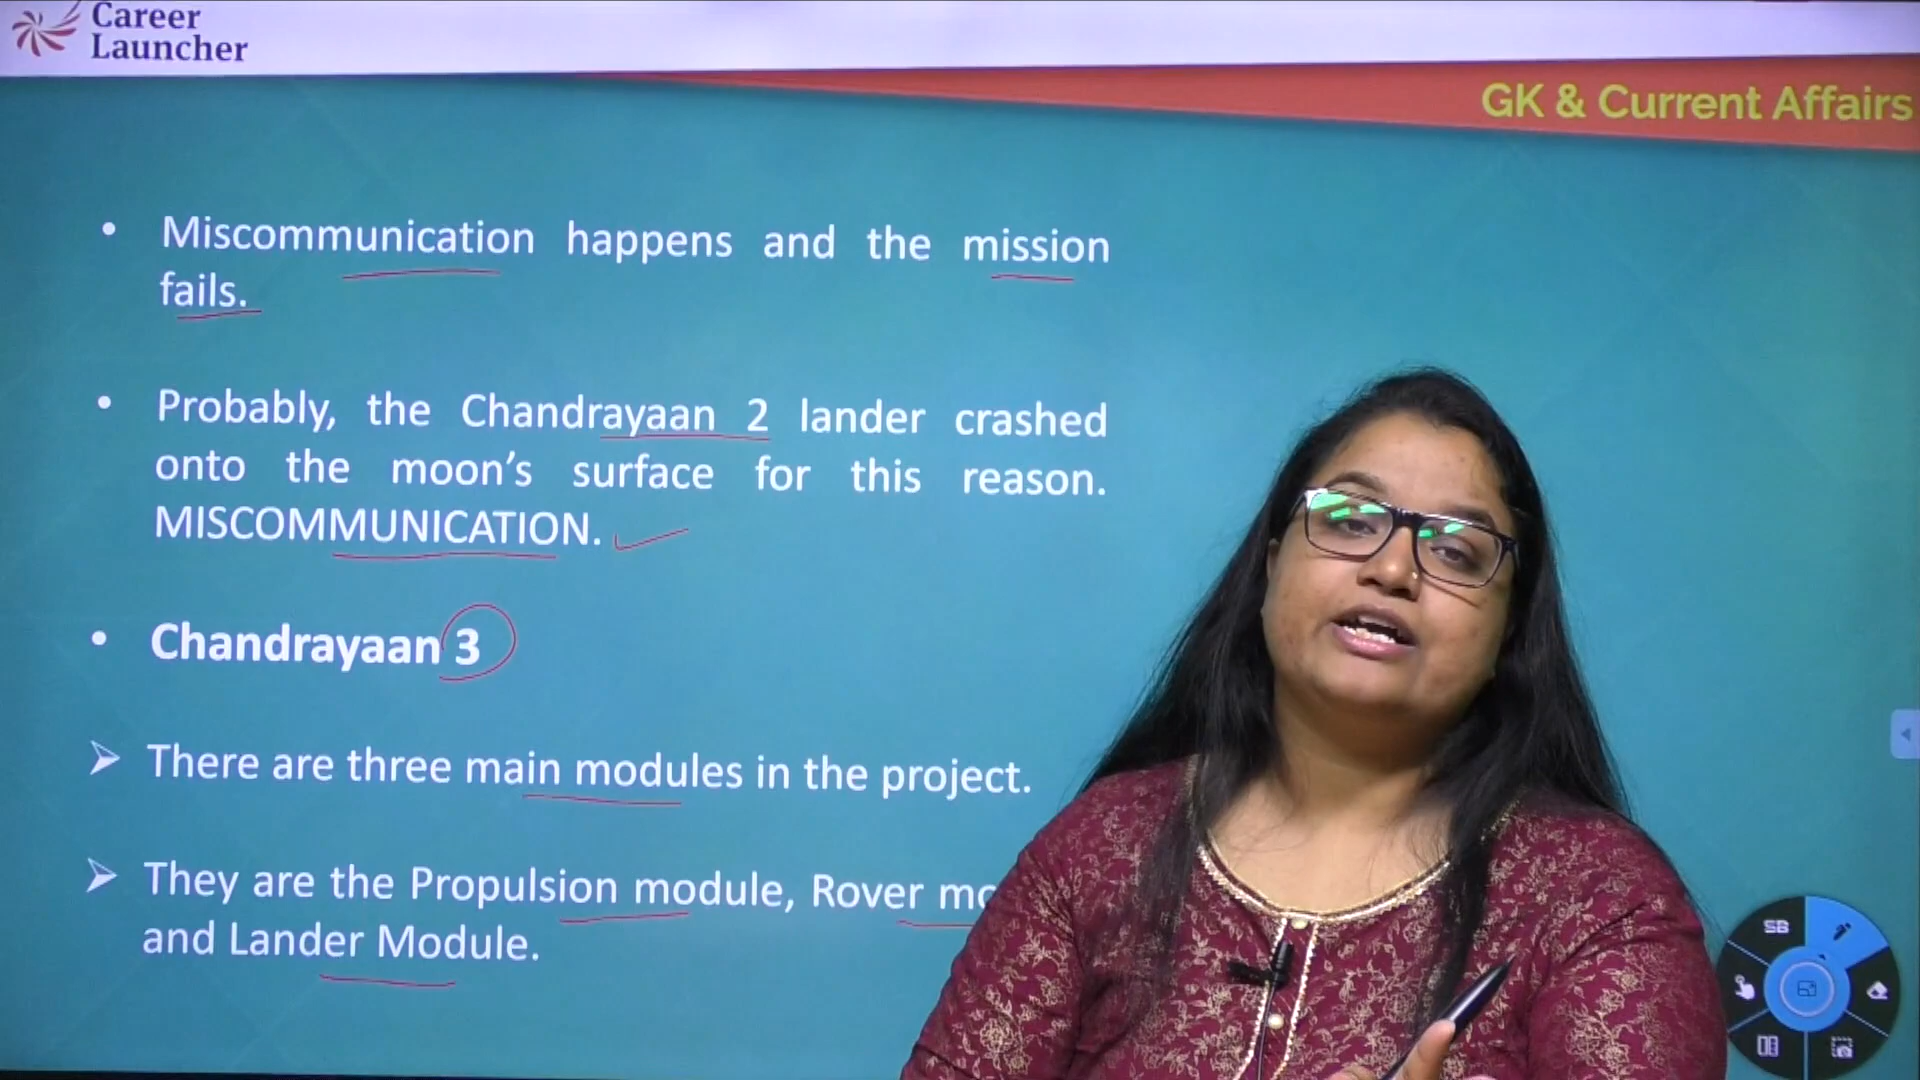 Career
Launcher
GK & Current Affairs
• Miscommunication happens and the mission
fails.
• Probably, the Chandrayaan 2 lander crashed
onto the moon’s surface for this reason.
MISCOMMUNICATION.
• Chandrayaan 3
➢ There are three main modules in the project.
➢ They are the Propulsion module, Rover mo
and Lander Module.
SB